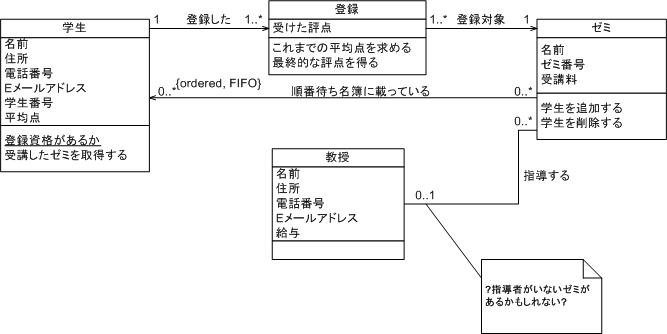 学生
名前
住所
電話番号
Eメールアドレス
学生番号
平均点
登録資格があるか
受講したゼミを取得する
1 登録した 1..*
登録
受けた評点
これまでの平均点を求める
最終的な評点を得る
1..* 登録対象 1
ゼミ
名前
ゼミ番号
受講料
学生を追加する
学生を削除する
{ordered, FIFO}
0..* 順番待ち名簿に載っている 0..*
0..*
指導する
0..1
教授
名前
住所
電話番号
Eメールアドレス
給与
?指導者がいないゼミが
あるかもしれない?